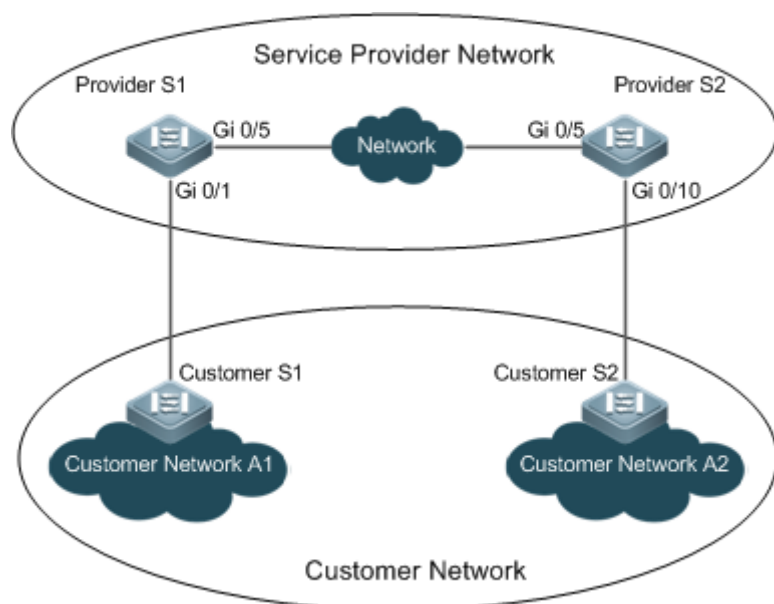 Service Provider Network
Provider S1
Provider S2
Gi 0/5
Network
Gi 0/5
Gi 0/1
Gi 0/10
Customer S1
Customer S2
Customer Network A1
Customer Network A2
Customer Network